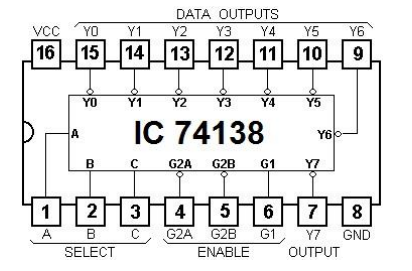 DATA OUTPUTS
VCC Y0 Y1 Y2 Y3 Y4 Y5 Y6
16 15 14 13 12 11 10 9
Y0 Y1 Y2 Y3 Y4 Y5
A IC 74138 Y6
B C G2A G2B G1 Y7
1 2 3 4 5 6 7 8
A B C G2A G2B G1 Y7 GND
SELECT ENABLE OUTPUT